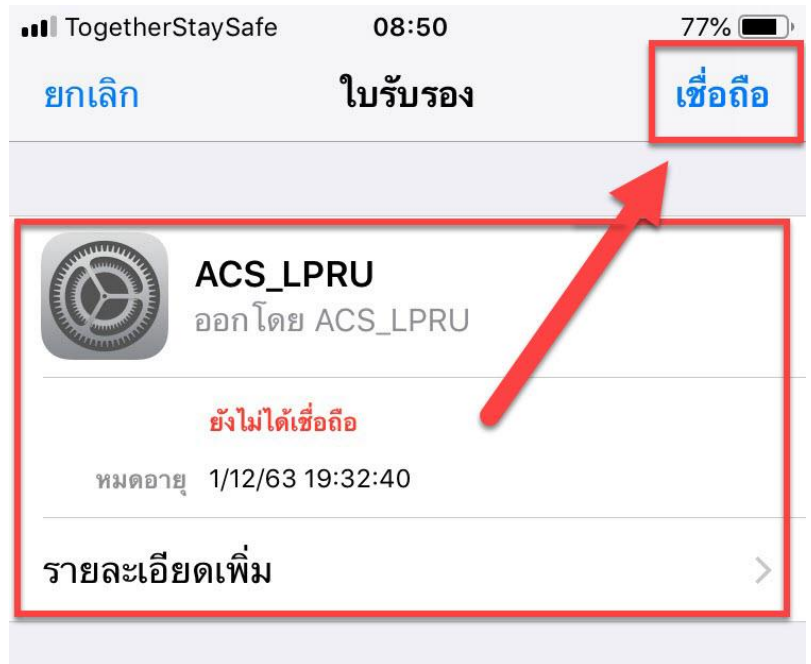 TogetherStaySafe 08:50 77%
ยกเลิก ใบรับรอง เชื่อถือ
ACS_LPRU
ออกโดย ACS_LPRU
ยังไม่ได้เชื่อถือ
หมดอายุ 1/12/63 19:32:40
รายละเอียดเพิ่ม